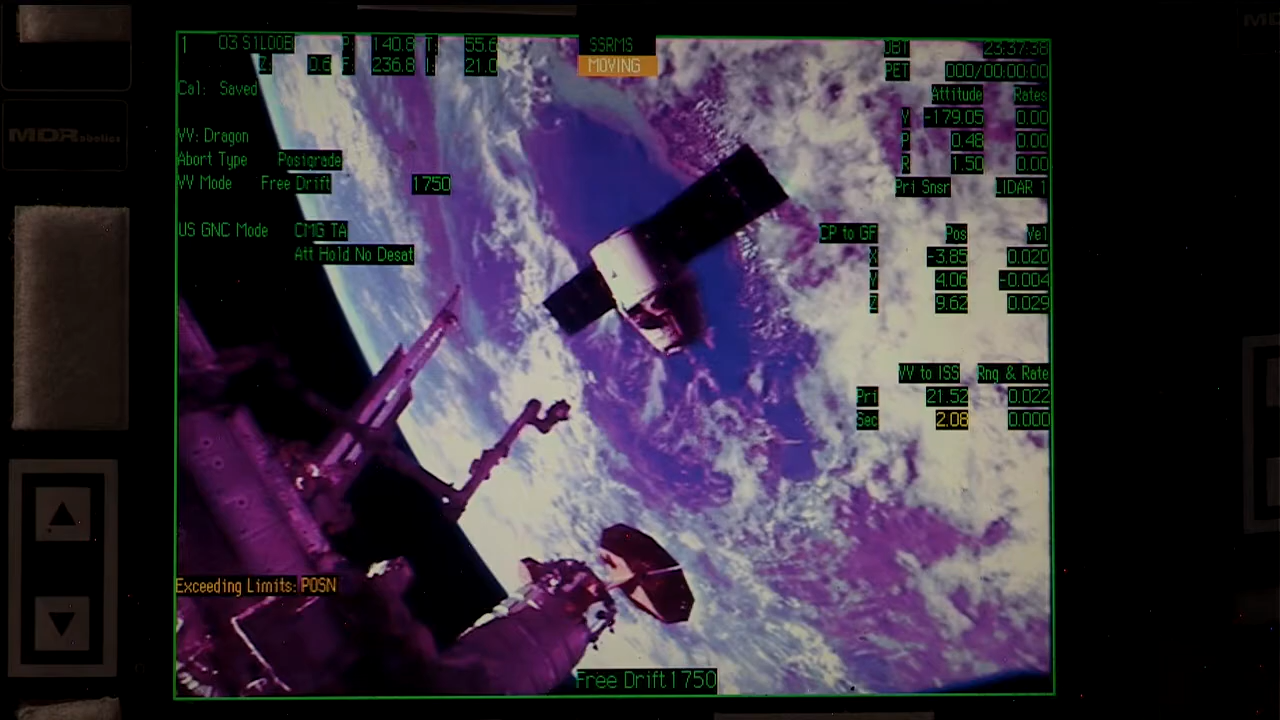 1 03 S1LOOB P: 140.8 T: 55.6 SSRMS UBT 23:37:38
Z: 0.6 F: 236.8 I: 21.0 MOVING PET 000/00:00:00
Cal: Saved Attitude Rates
Y -179.05 0.00
VV: Dragon P 0.48 0.00
Abort Type Posigrade R 1.50 0.00
VV Mode Free Drift 1750 Pri Snsr LIDAR 1
US GNC Mode CMG TA CP to GF Pos Vel
Att Hold No Desat X -3.85 0.020
Y 4.06 -0.004
Z 9.62 0.029
VV to ISS Rng & Rate
Pri 21.52 0.022
Sec 2.08 0.000
Exceeding Limits: POSN
Free Drift 1750
MDRobotics